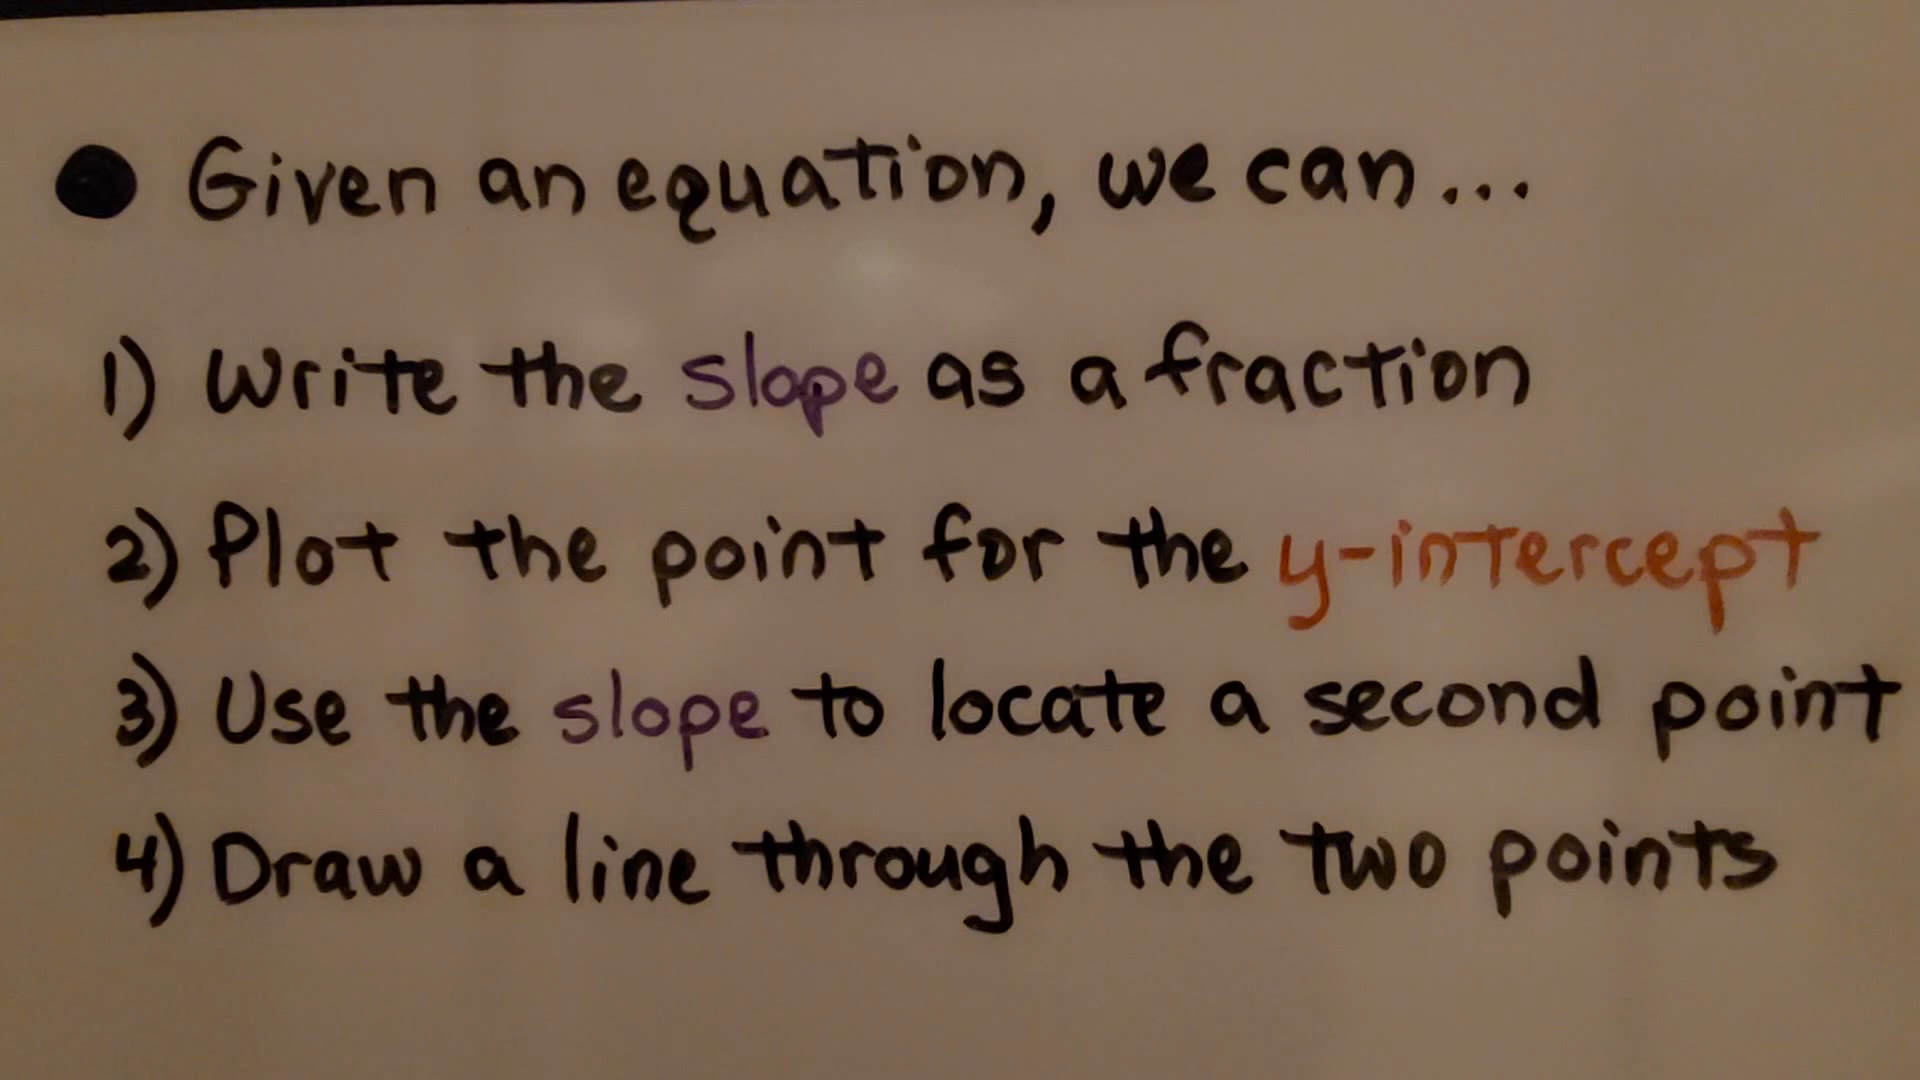 ● Given an equation, we can...
1) Write the slope as a fraction
2) Plot the point for the y-intercept
3) Use the slope to locate a second point
4) Draw a line through the two points